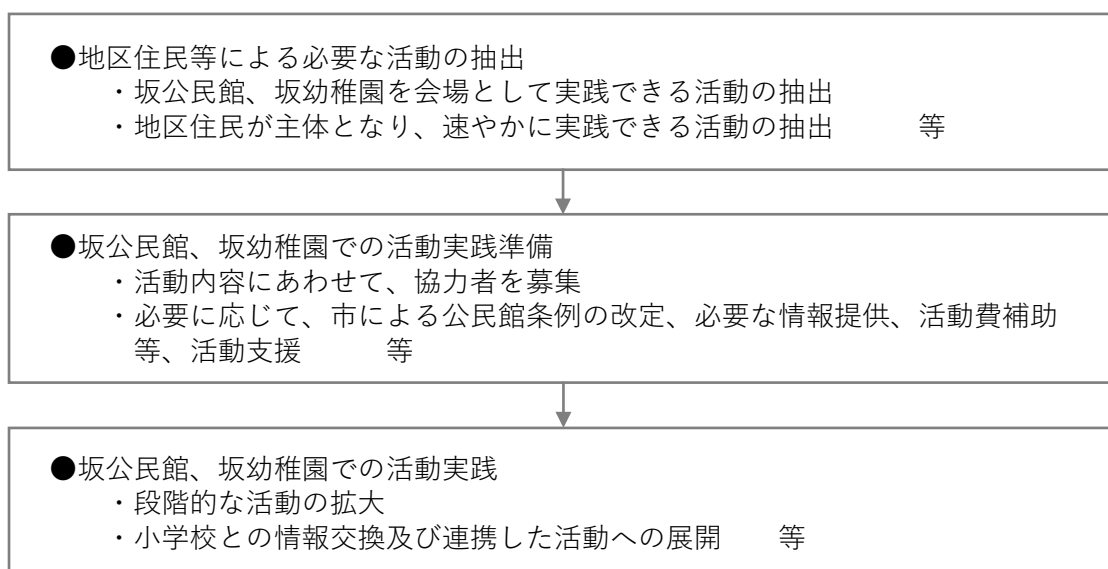 ●地区住民等による必要な活動の抽出
・坂公民館、坂幼稚園を会場として実践できる活動の抽出
・地区住民が主体となり、速やかに実践できる活動の抽出　　等
●坂公民館、坂幼稚園での活動実践準備
・活動内容にあわせて、協力者を募集
・必要に応じて、市による公民館条例の改定、必要な情報提供、活動費補助
等、活動支援　　等
●坂公民館、坂幼稚園での活動実践
・段階的な活動の拡大
・小学校との情報交換及び連携した活動への展開　　等